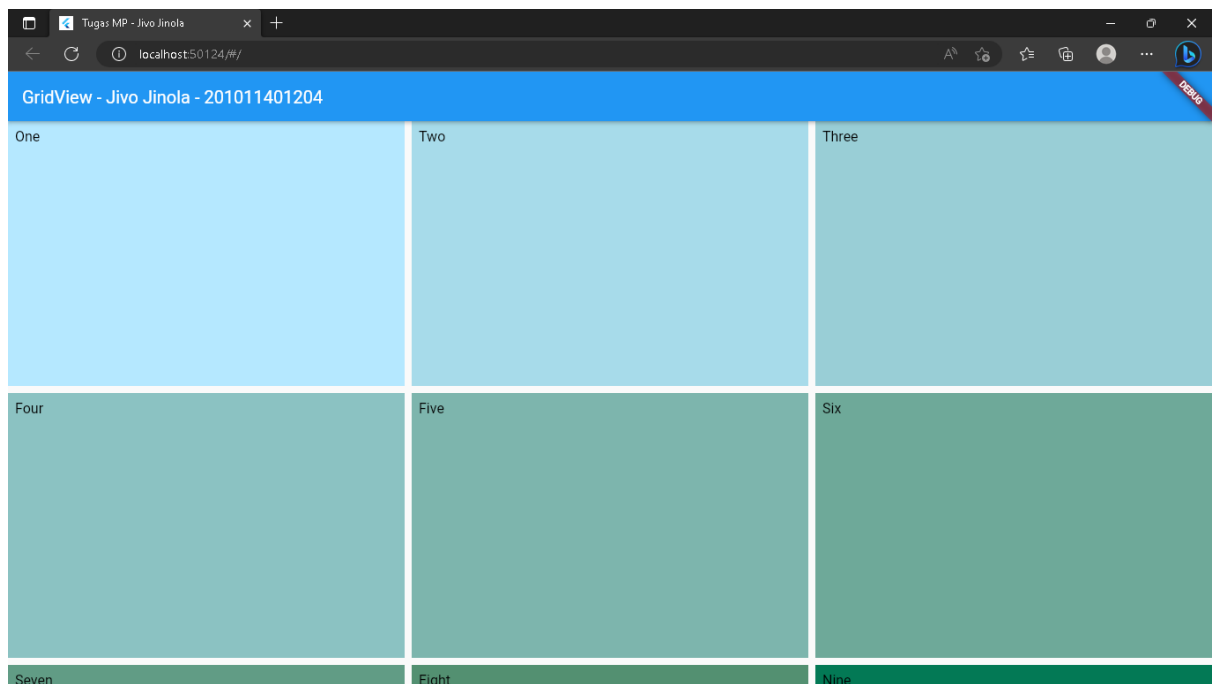 Tugas MP - Jivo Jinola
localhost:50124/#/
GridView - Jivo Jinola - 201011401204
DEBUG
One
Two
Three
Four
Five
Six
Seven
Eight
Nine